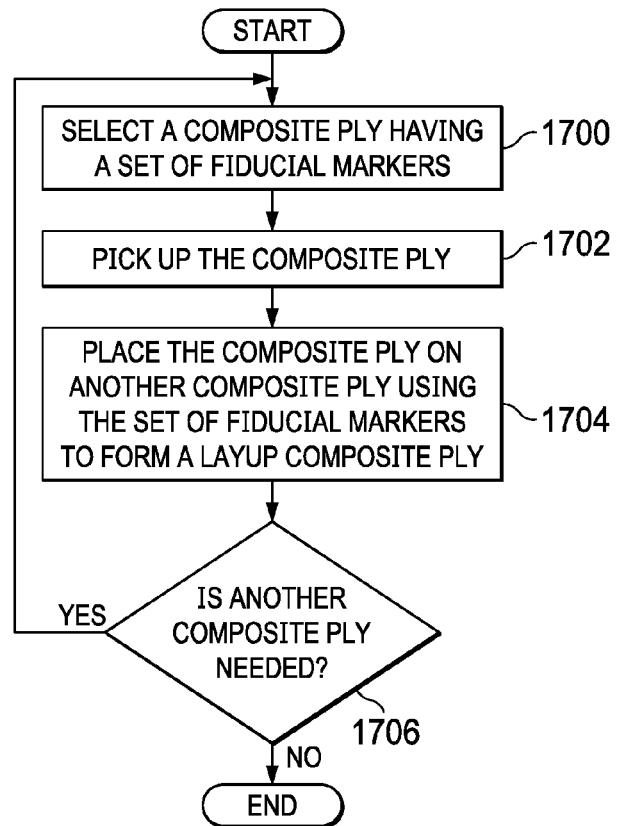 START
SELECT A COMPOSITE PLY HAVING
A SET OF FIDUCIAL MARKERS
1700
PICK UP THE COMPOSITE PLY
1702
PLACE THE COMPOSITE PLY ON
ANOTHER COMPOSITE PLY USING
THE SET OF FIDUCIAL MARKERS
TO FORM A LAYUP COMPOSITE PLY
1704
YES
IS ANOTHER
COMPOSITE PLY
NEEDED?
1706
NO
END